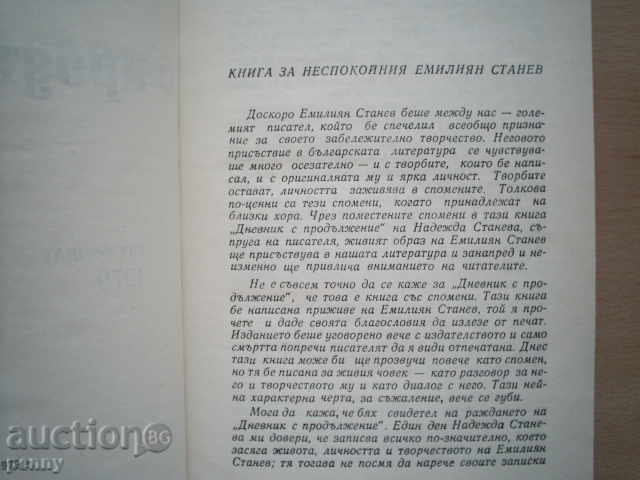 КНИГА ЗА НЕСПОКОЙНИЯ ЕМИЛИЯН СТАНЕВ
Доскоро Емилиян Станев беше между нас — голе-
мият писател, който бе спечелил всеобщо призна-
ние за своето забележително творчество. Неговото
присъствие в българската литература се чувствува-
ше много осезателно — и с творбите, които бе напи-
сал, и с оригиналната му и ярка личност. Творбите
остават, личността заживява в спомените. Толкова
по-ценни са тези спомени, когато принадлежат на
близки хора. Чрез поместените спомени в тази книга
„Дневник с продължение" на Надежда Станева, съ-
пруга на писателя, живият образ на Емилиян Станев
ще присъствува в нашата литература и занапред и не-
изменно ще привлича вниманието на читателите.
Не е съвсем точно да се каже за „Дневник с про-
дължение", че това е книга със спомени. Тази книга
бе написана приживе на Емилиян Станев, той я про-
чете и даде своята благословия да излезе от печат.
Изданието беше уговорено вече с издателството и само
смъртта попречи писателят да я види отпечатана. Днес
тази книга може би ще прозвучи повече като спомен,
но тя бе писана за живия човек — като разговор за не-
го и творчеството му и като диалог с него. Тази ней-
на характерна черта, за съжаление, вече се губи.
Мога да кажа, че бях свидетел на раждането на
„Дневник с продължение". Един ден Надежда Стане-
ва ми довери, че записва всичко по-значително, което
засяга живота, личността и творчеството на Емилиян
Станев; тя тогава не посмя да нарече своите записки
auction BG
epenny